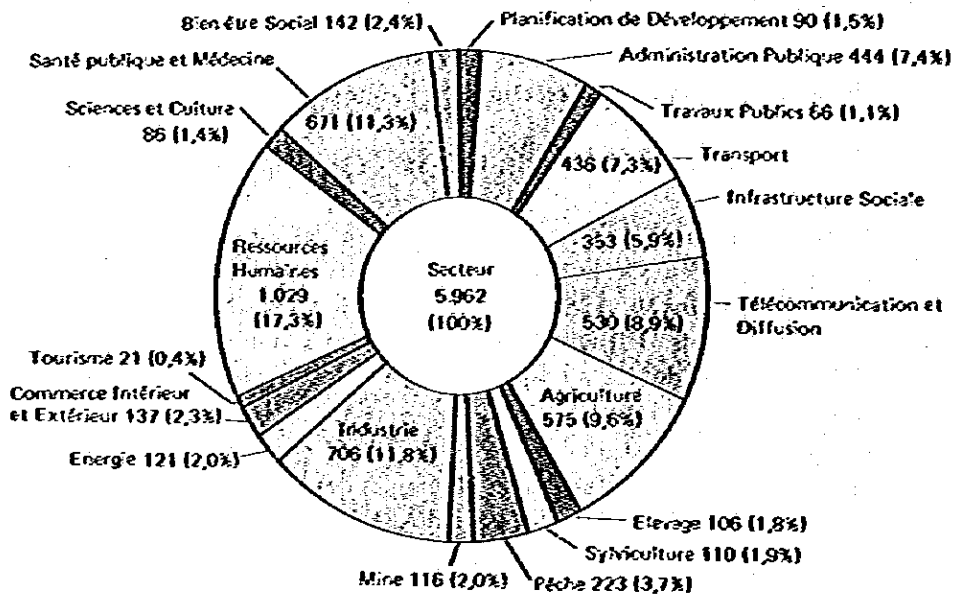 Bien être Social 142 (2,4%)
Planification de Développement 90 (1,5%)
Administration Publique 444 (7,4%)
Santé publique et Médecine
671 (11,3%)
Sciences et Culture
86 (1,4%)
Travaux Publics 66 (1,1%)
Transport
436 (7,3%)
Infrastructure Sociale
353 (5,9%)
Télécommunication et
Diffusion
530 (8,9%)
Ressources
Humaines
1.029
(17,3%)
Secteur
5.962
(100%)
Tourisme 21 (0,4%)
Commerce Intérieur
et Extérieur 137 (2,3%)
Energie 121 (2,0%)
Industrie
706 (11,8%)
Agriculture
575 (9,6%)
Elevage 106 (1,8%)
Sylviculture 110 (1,9%)
Pêche 223 (3,7%)
Mine 116 (2,0%)